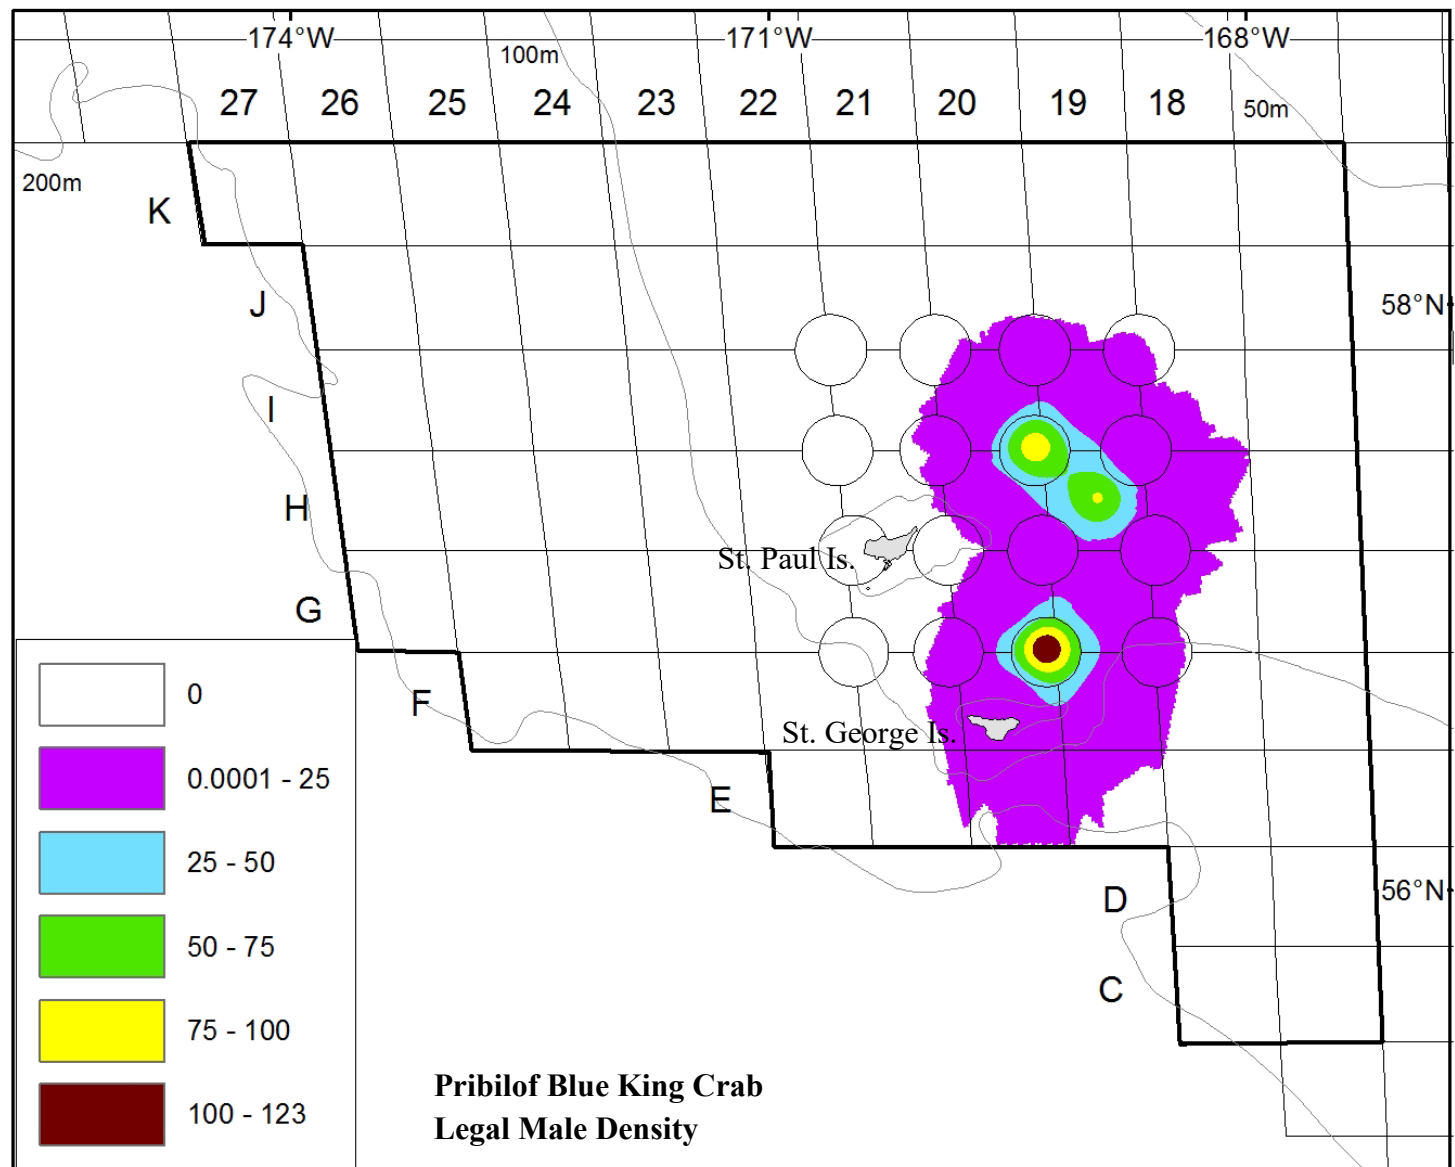 174°W 171°W 168°W
100m
27 26 25 24 23 22 21 20 19 18 50m
200m
K
J
58°N
I
H
St. Paul Is.
G
0
F
St. George Is.
0.0001 - 25
E
25 - 50
56°N
D
50 - 75
C
75 - 100
Pribilof Blue King Crab
100 - 123
Legal Male Density